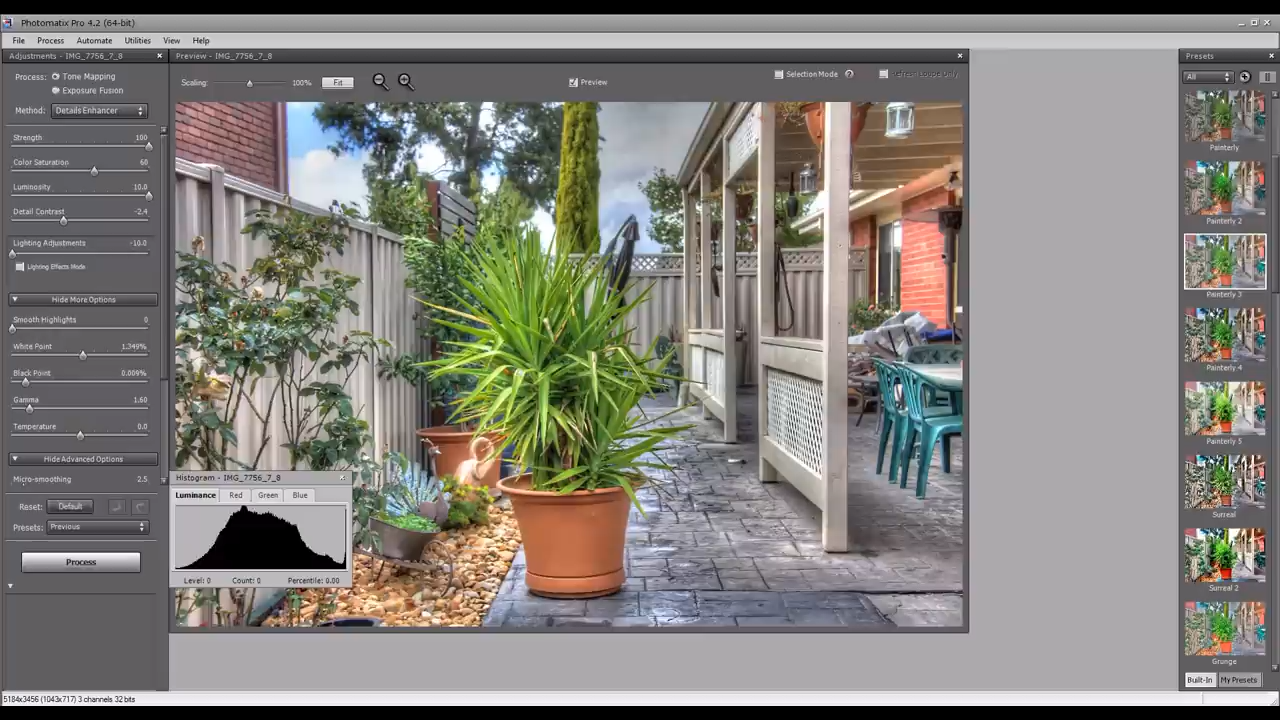 Photomatix Pro 4.2 (64-bit)
File Process Automate Utilities View Help
Adjustments - IMG_7756_7_8
Process: Tone Mapping
Exposure Fusion
Method: Details Enhancer
Strength 100
Color Saturation 60
Luminosity 10.0
Detail Contrast -2.4
Lighting Adjustments -10.0
Lighting Effects Mode
Hide More Options
Smooth Highlights 0
White Point 1.349%
Black Point 0.009%
Gamma 1.60
Temperature 0.0
Hide Advanced Options
Micro-smoothing 2.5
Reset: Default
Presets: Previous
Process
Preview - IMG_7756_7_8
Scaling: 100% Fit Preview Selection Mode ? Refresh Loupe Only
Histogram - IMG_7756_7_8
Luminance Red Green Blue
Level: 0 Count: 0 Percentile: 0.00
Presets
All
Painterly
Painterly 2
Painterly 3
Painterly 4
Painterly 5
Surreal
Surreal 2
Grunge
Built-In My Presets
5184x3456 (1043x717) 3 channels 32 bits